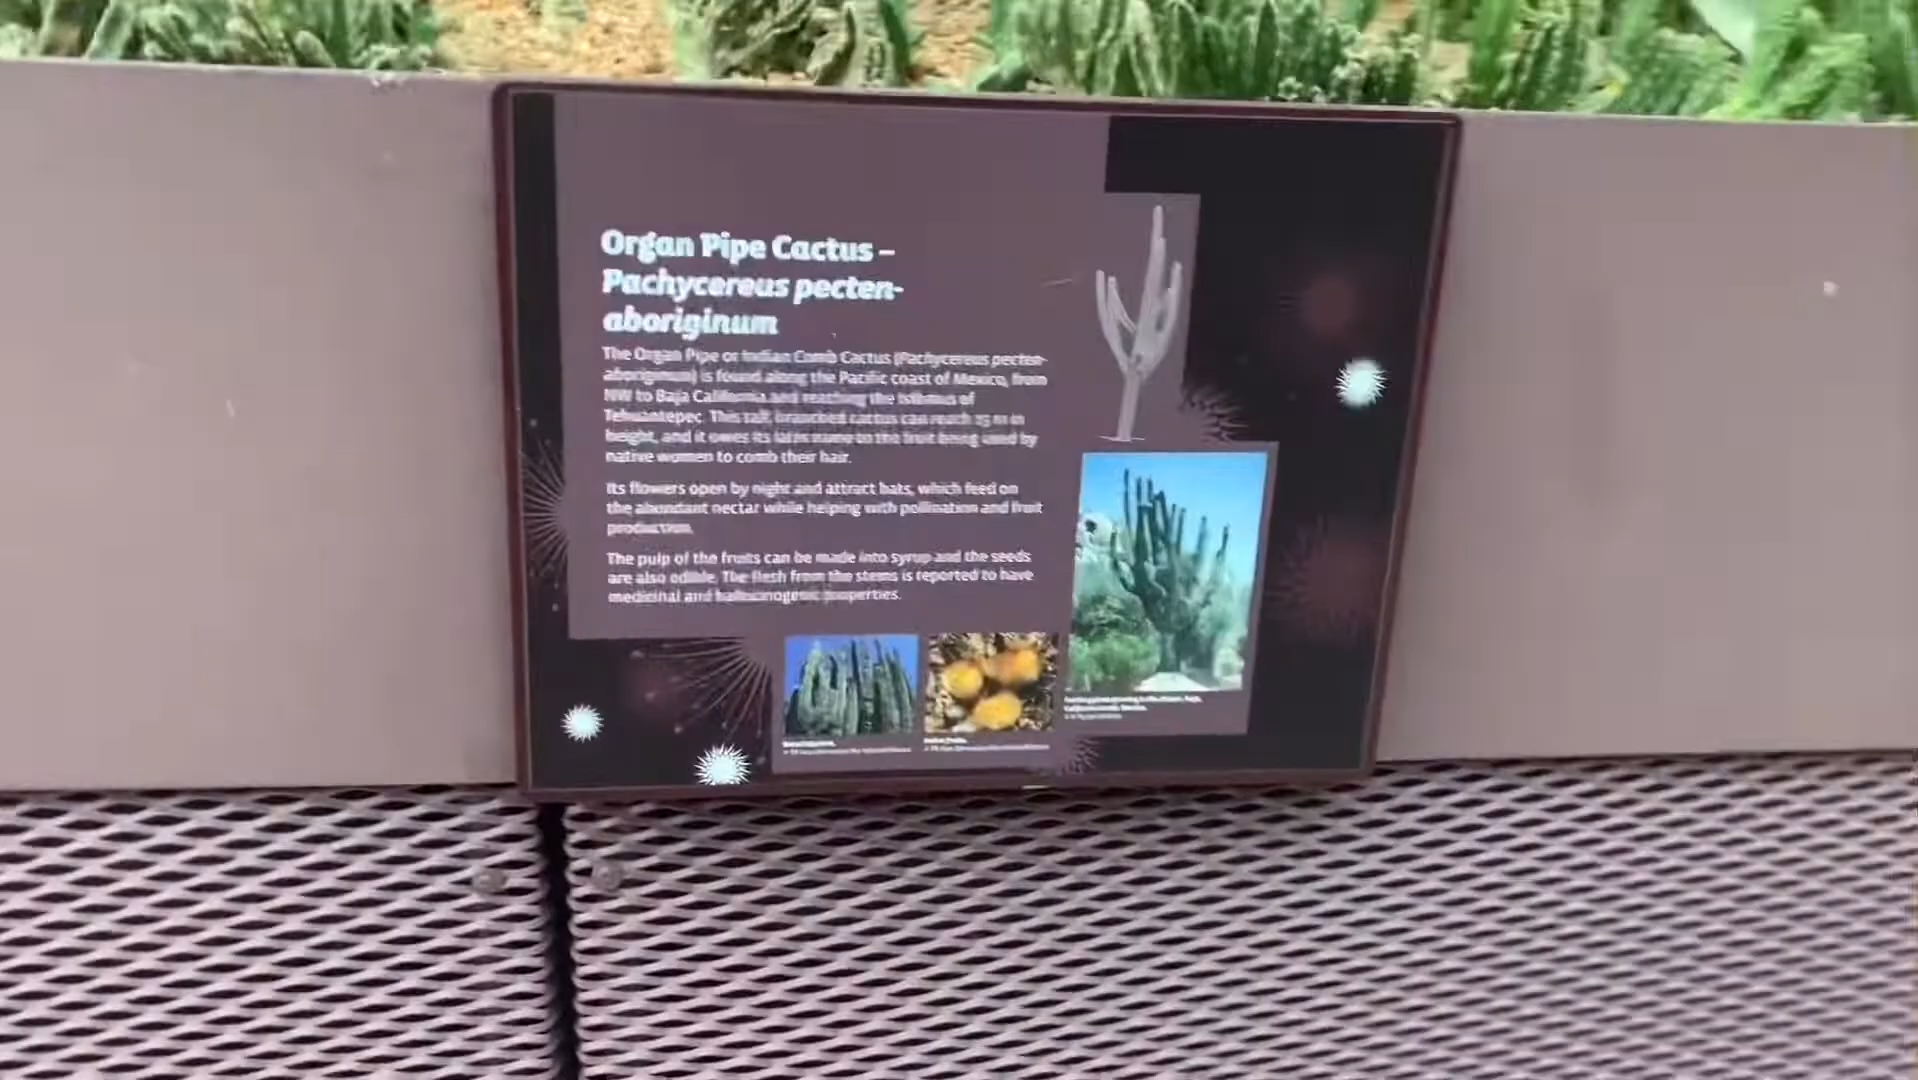 Organ Pipe Cactus –
Pachycereus pecten-
aboriginum
The Organ Pipe or Indian Comb Cactus (Pachycereus pecten-
aboriginum) is found along the Pacific coast of Mexico, from
NW to Baja California and reaching the Isthmus of
Tehuantepec. This tall, branched cactus can reach 15 m in
height, and it owes its latin name to the fruit being used by
native women to comb their hair.
Its flowers open by night and attract bats, which feed on
the abundant nectar while helping with pollination and fruit
production.
The pulp of the fruits can be made into syrup and the seeds
are also edible. The flesh from the stems is reported to have
medicinal and hallucinogenic properties.